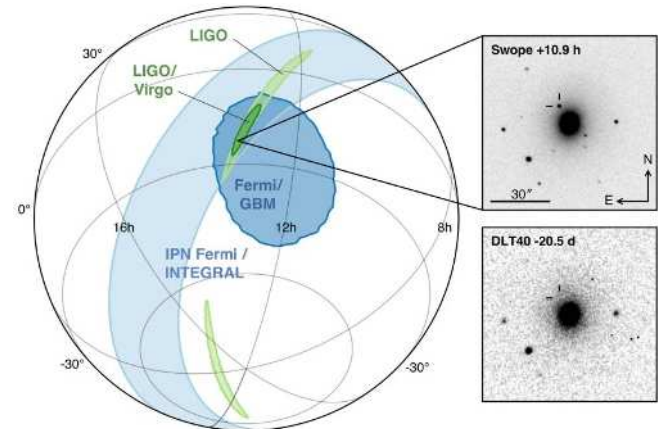 LIGO
30°
LIGO/
Virgo
Fermi/
GBM
0°
16h
12h
8h
IPN Fermi /
INTEGRAL
-30°
-30°
Swope +10.9 h
N
30"
E
DLT40 -20.5 d